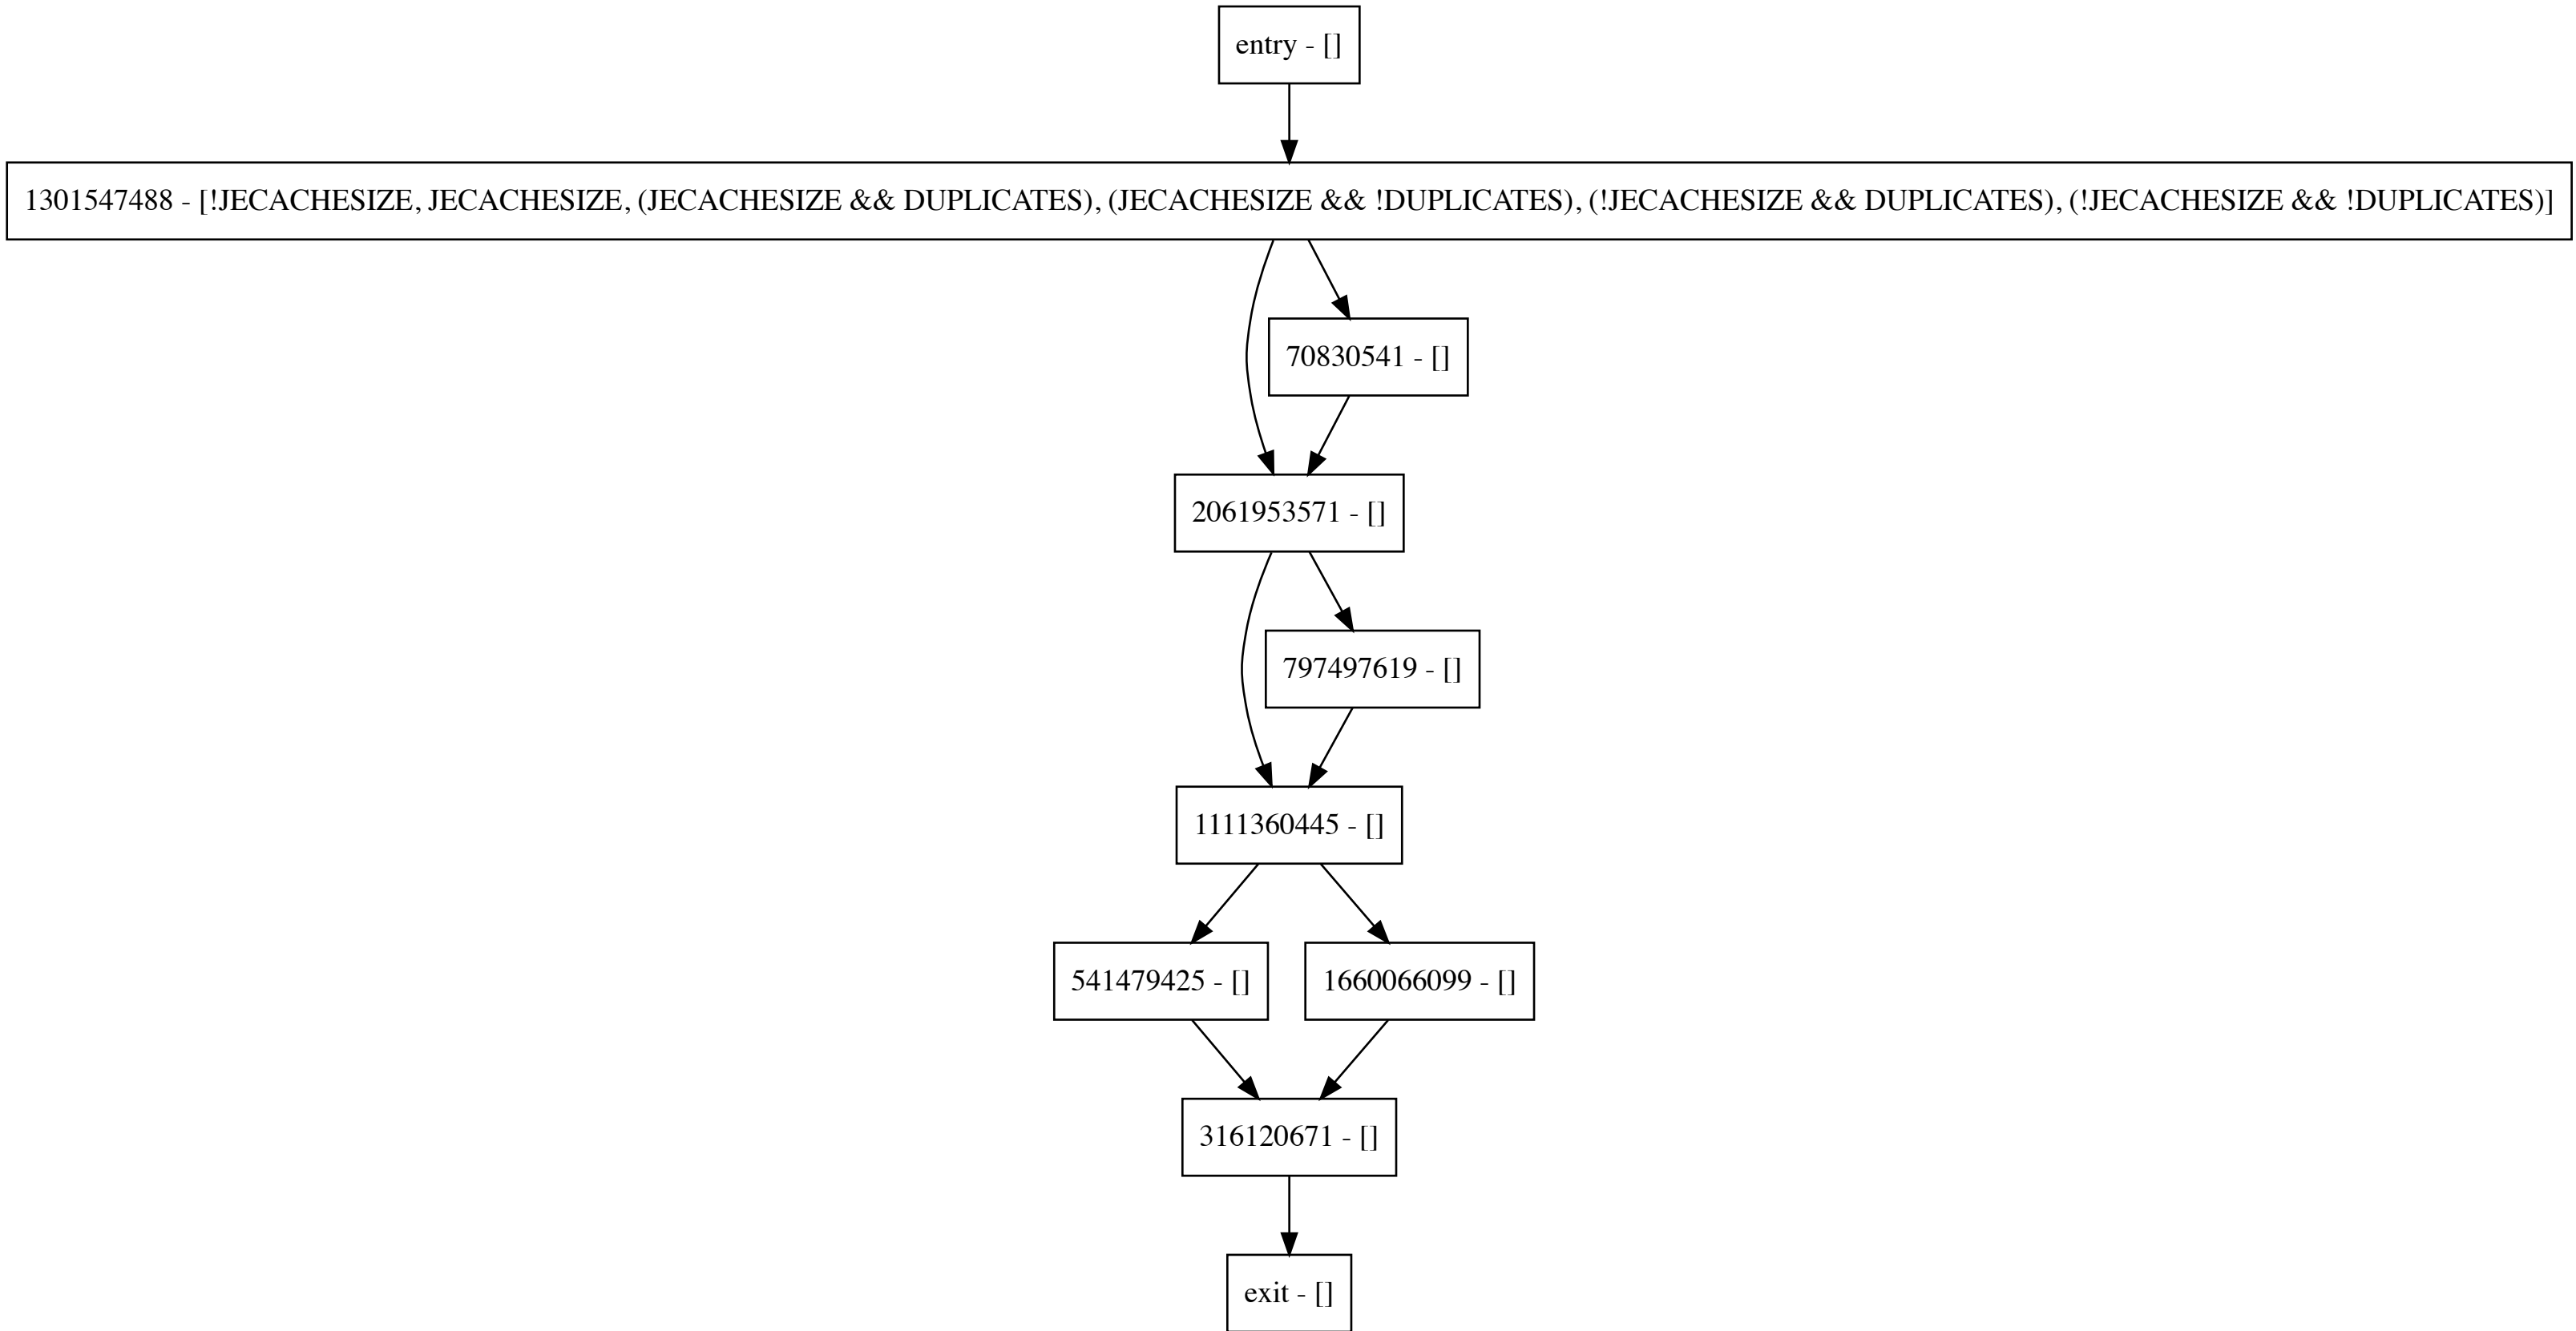 entry - []
1301547488 - [!JECACHESIZE, JECACHESIZE, (JECACHESIZE && DUPLICATES), (JECACHESIZE && !DUPLICATES), (!JECACHESIZE && DUPLICATES), (!JECACHESIZE && !DUPLICATES)]
70830541 - []
2061953571 - []
797497619 - []
1111360445 - []
541479425 - []
1660066099 - []
316120671 - []
exit - []